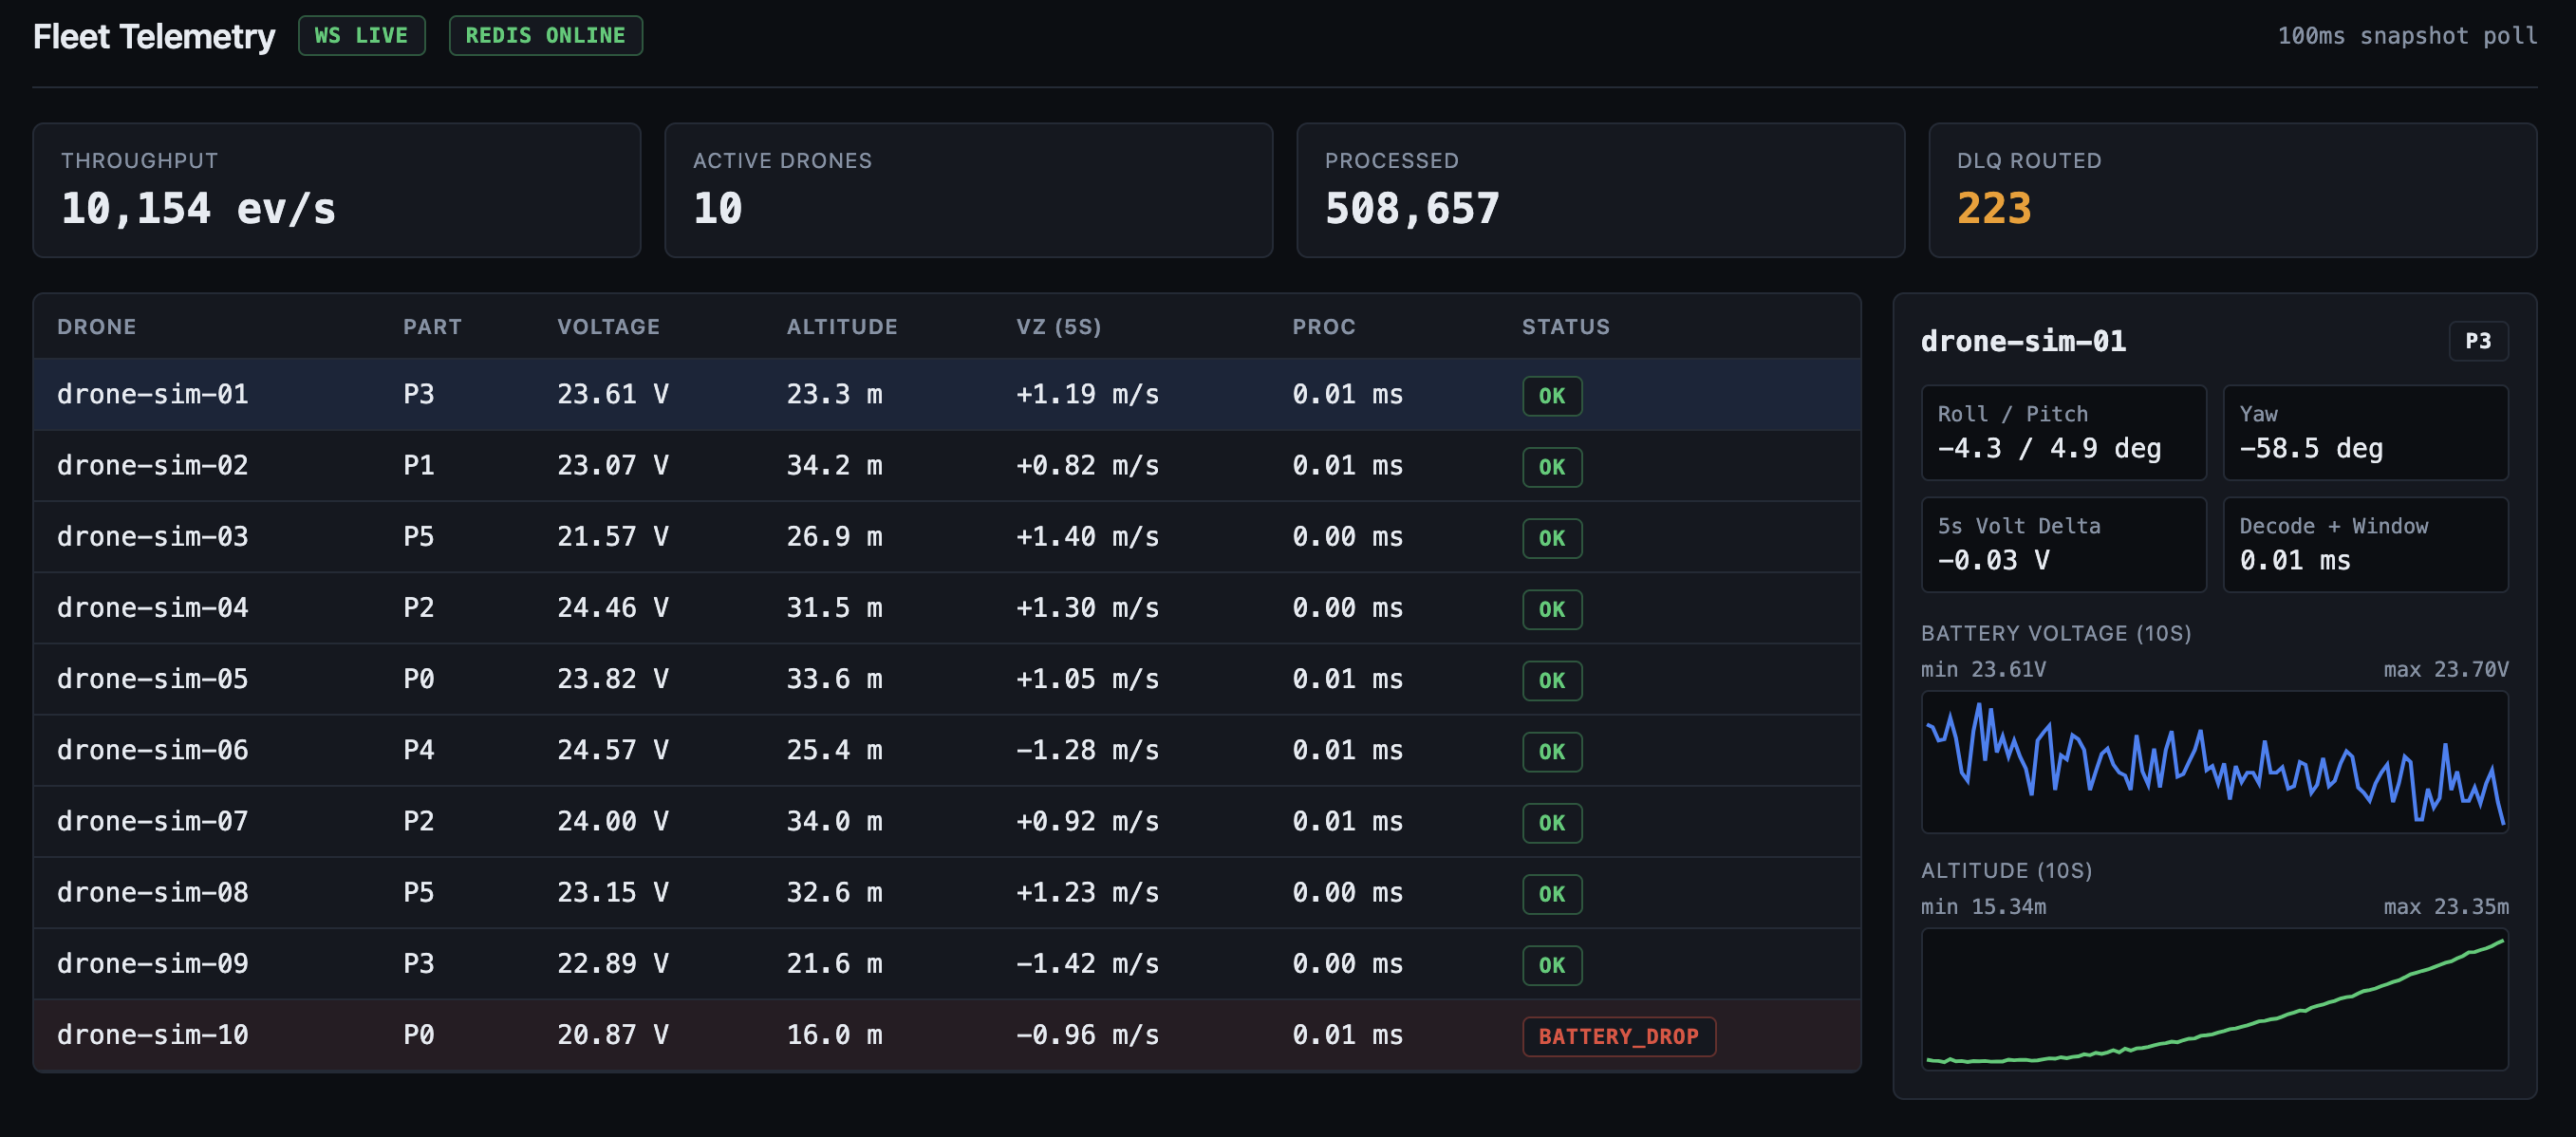 Fleet Telemetry WS LIVE REDIS ONLINE 100ms snapshot poll
THROUGHPUT
10,154 ev/s
ACTIVE DRONES
10
PROCESSED
508,657
DLQ ROUTED
223
DRONE PART VOLTAGE ALTITUDE VZ (5S) PROC STATUS
drone-sim-01 P3 23.61 V 23.3 m +1.19 m/s 0.01 ms OK
drone-sim-02 P1 23.07 V 34.2 m +0.82 m/s 0.01 ms OK
drone-sim-03 P5 21.57 V 26.9 m +1.40 m/s 0.00 ms OK
drone-sim-04 P2 24.46 V 31.5 m +1.30 m/s 0.00 ms OK
drone-sim-05 P0 23.82 V 33.6 m +1.05 m/s 0.01 ms OK
drone-sim-06 P4 24.57 V 25.4 m -1.28 m/s 0.01 ms OK
drone-sim-07 P2 24.00 V 34.0 m +0.92 m/s 0.01 ms OK
drone-sim-08 P5 23.15 V 32.6 m +1.23 m/s 0.00 ms OK
drone-sim-09 P3 22.89 V 21.6 m -1.42 m/s 0.00 ms OK
drone-sim-10 P0 20.87 V 16.0 m -0.96 m/s 0.01 ms BATTERY_DROP
drone-sim-01 P3
Roll / Pitch
-4.3 / 4.9 deg
Yaw
-58.5 deg
5s Volt Delta
-0.03 V
Decode + Window
0.01 ms
BATTERY VOLTAGE (10S)
min 23.61V max 23.70V
ALTITUDE (10S)
min 15.34m max 23.35m